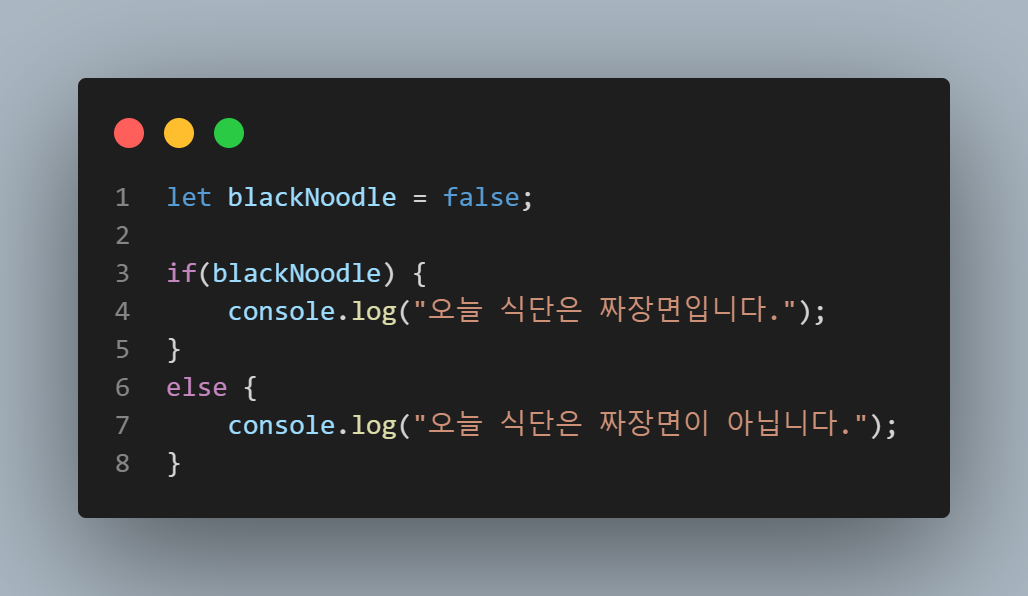 1 let blackNoodle = false;
2
3 if(blackNoodle) {
4     console.log("오늘 식단은 짜장면입니다.");
5 }
6 else {
7     console.log("오늘 식단은 짜장면이 아닙니다.");
8 }